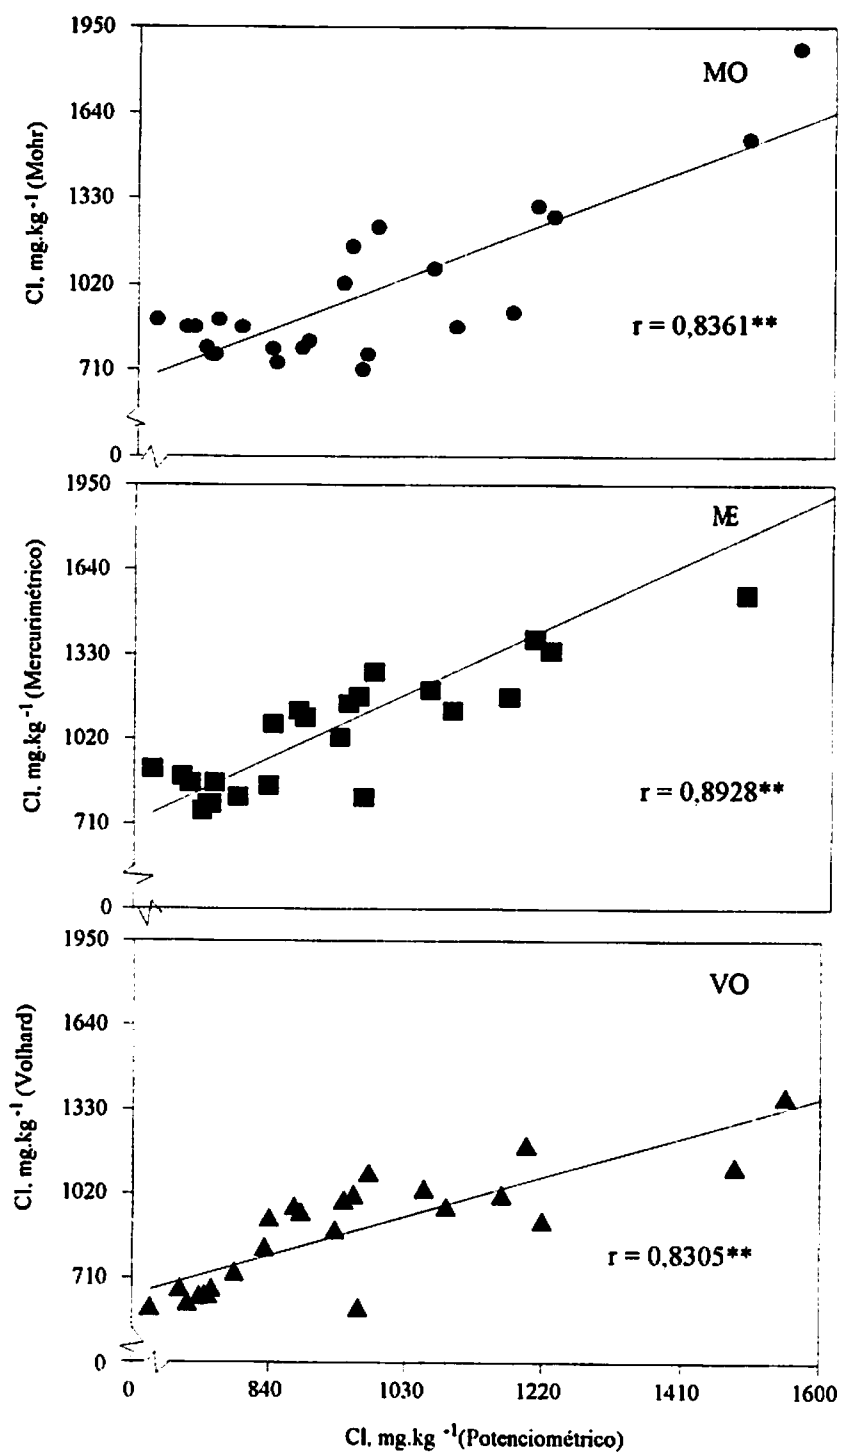 1950
MO
1640
1330
1020
710
0
Cl, mg.kg⁻¹ (Mohr)
r = 0,8361**
1950
ME
1640
1330
1020
710
0
Cl, mg.kg⁻¹ (Mercurimétrico)
r = 0,8928**
1950
VO
1640
1330
1020
710
0
Cl, mg.kg⁻¹ (Volhard)
r = 0,8305**
0 840 1030 1220 1410 1600
Cl, mg.kg⁻¹ (Potenciométrico)